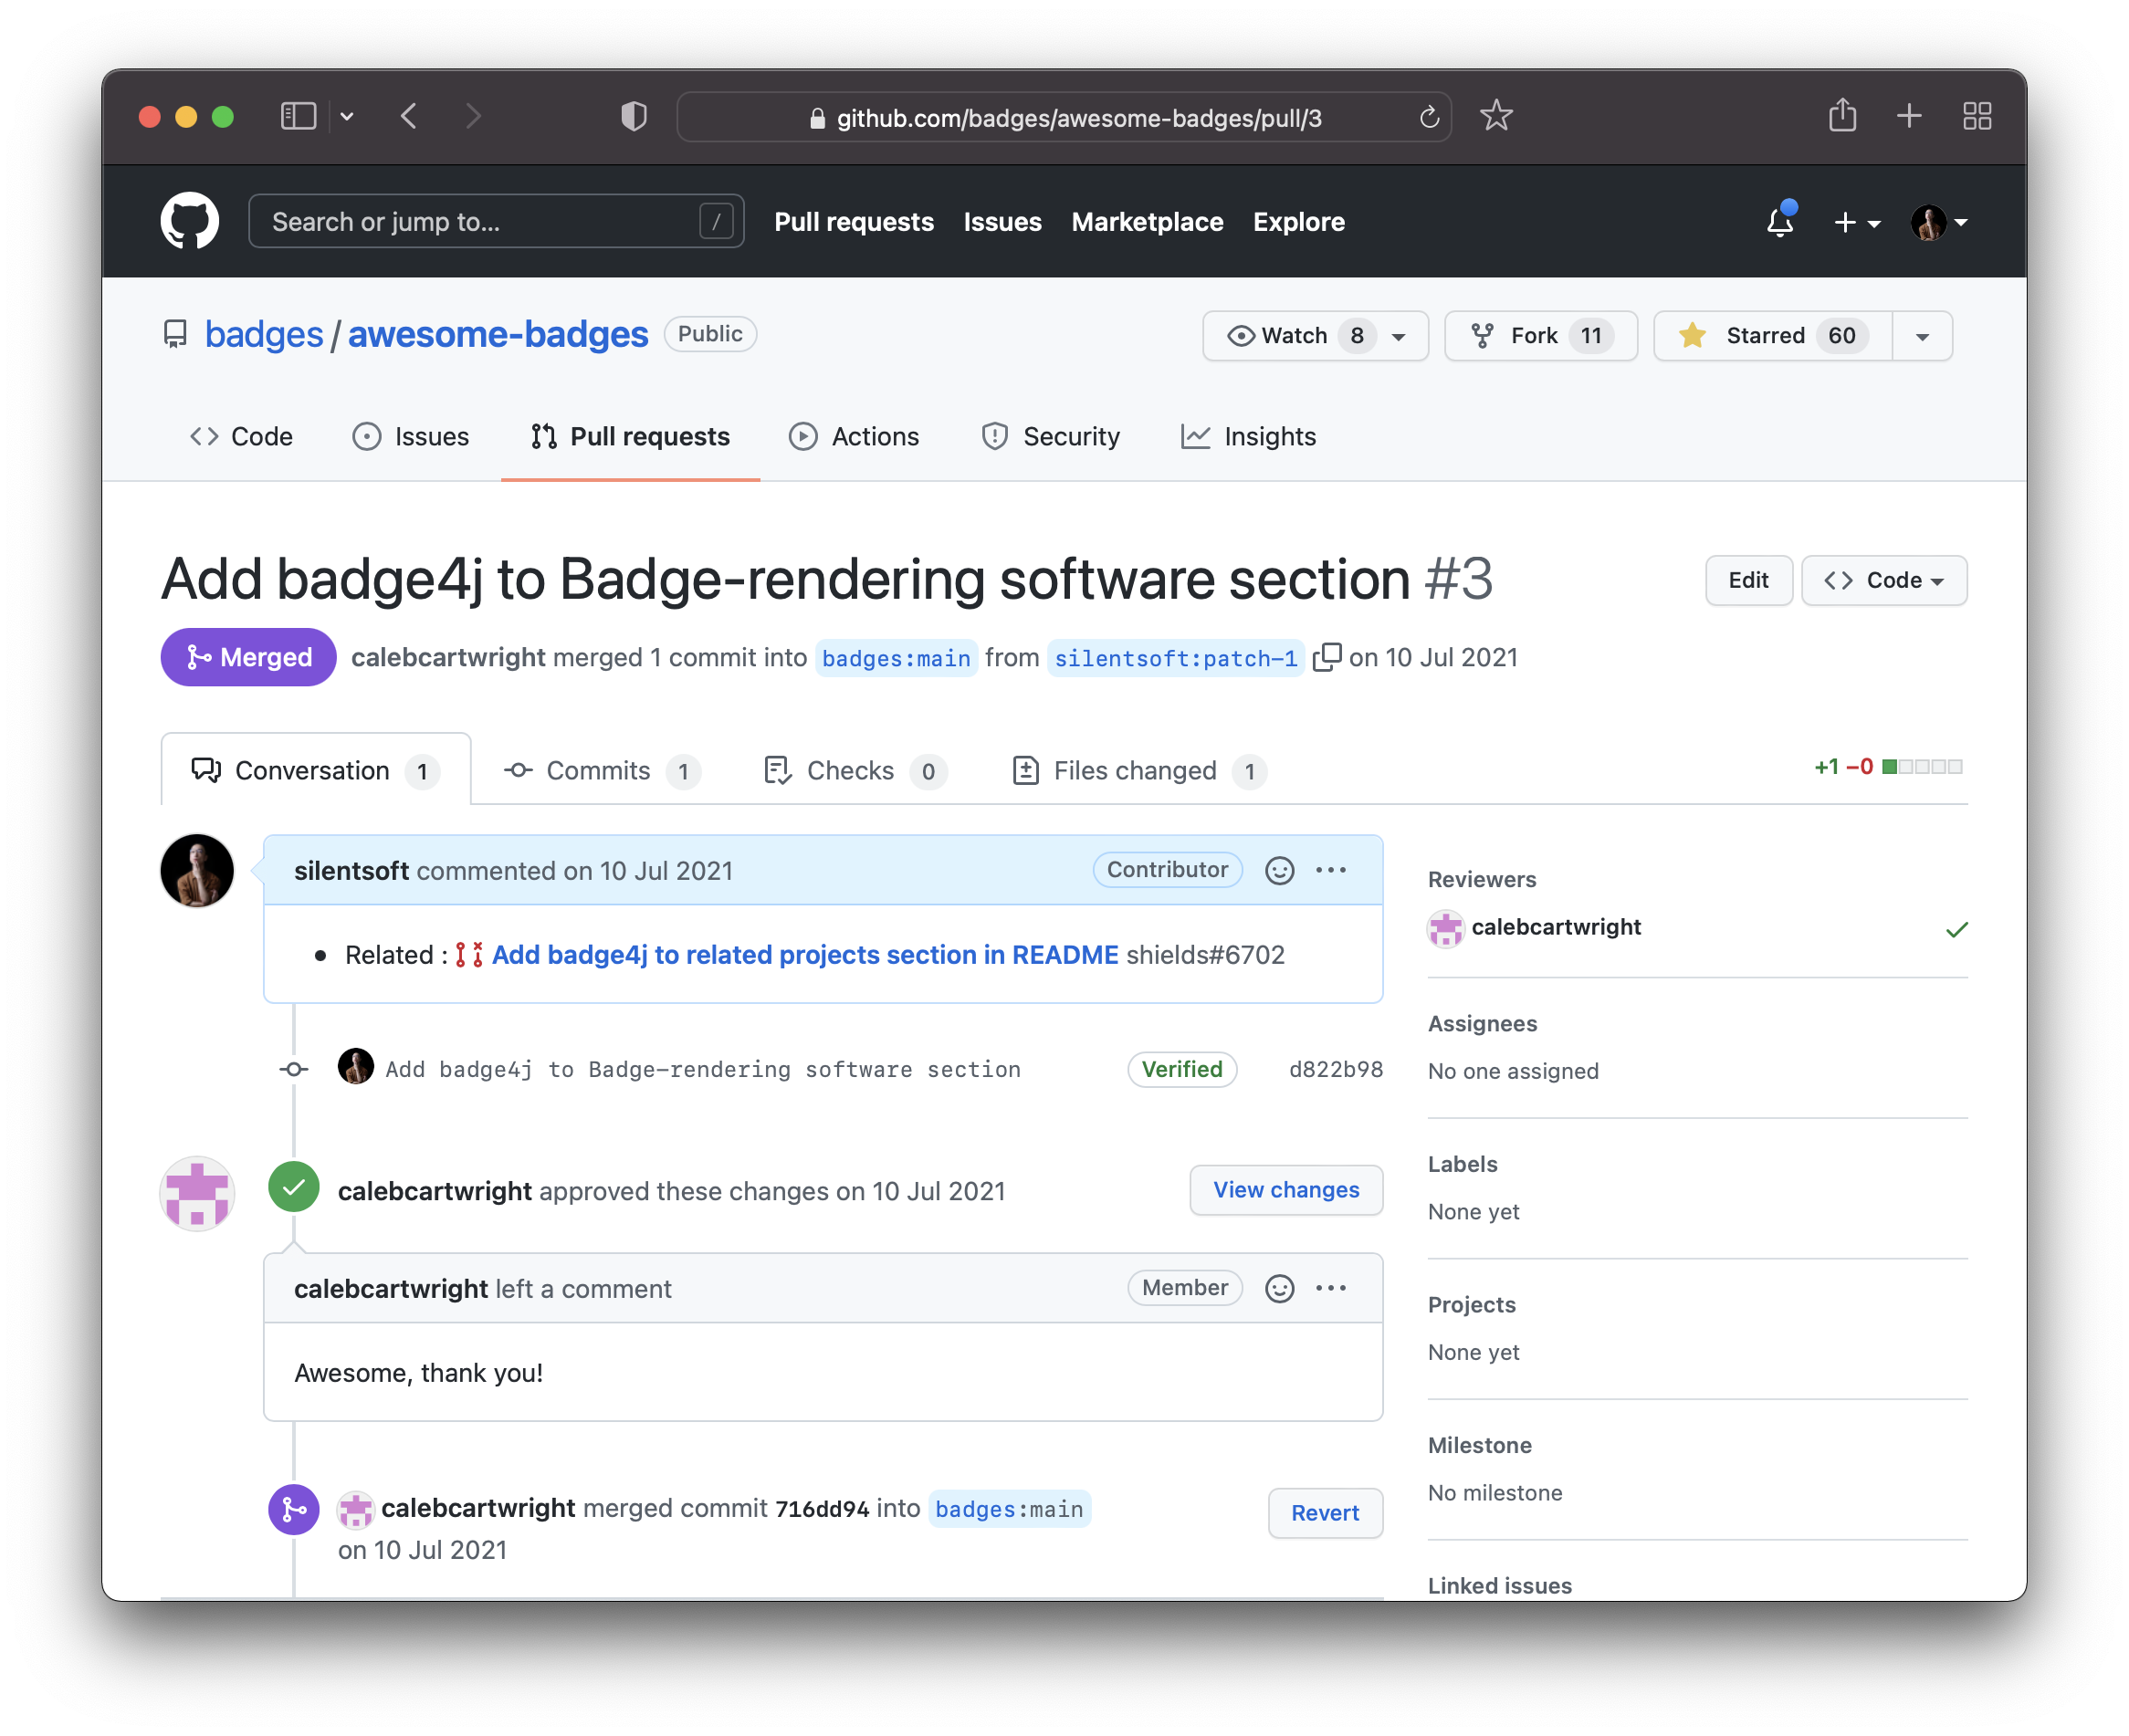 github.com/badges/awesome-badges/pull/3
Search or jump to... /
Pull requests Issues Marketplace Explore
badges / awesome-badges Public
Watch 8 Fork 11 Starred 60
Code Issues Pull requests Actions Security Insights
Add badge4j to Badge-rendering software section #3
Edit Code
Merged calebcartwright merged 1 commit into badges:main from silentsoft:patch-1 on 10 Jul 2021
Conversation 1 Commits 1 Checks 0 Files changed 1 +1 −0
silentsoft commented on 10 Jul 2021 Contributor
• Related : Add badge4j to related projects section in README shields#6702
Add badge4j to Badge-rendering software section Verified d822b98
calebcartwright approved these changes on 10 Jul 2021 View changes
calebcartwright left a comment Member
Awesome, thank you!
calebcartwright merged commit 716dd94 into badges:main
on 10 Jul 2021
Revert
Reviewers
calebcartwright
Assignees
No one assigned
Labels
None yet
Projects
None yet
Milestone
No milestone
Linked issues